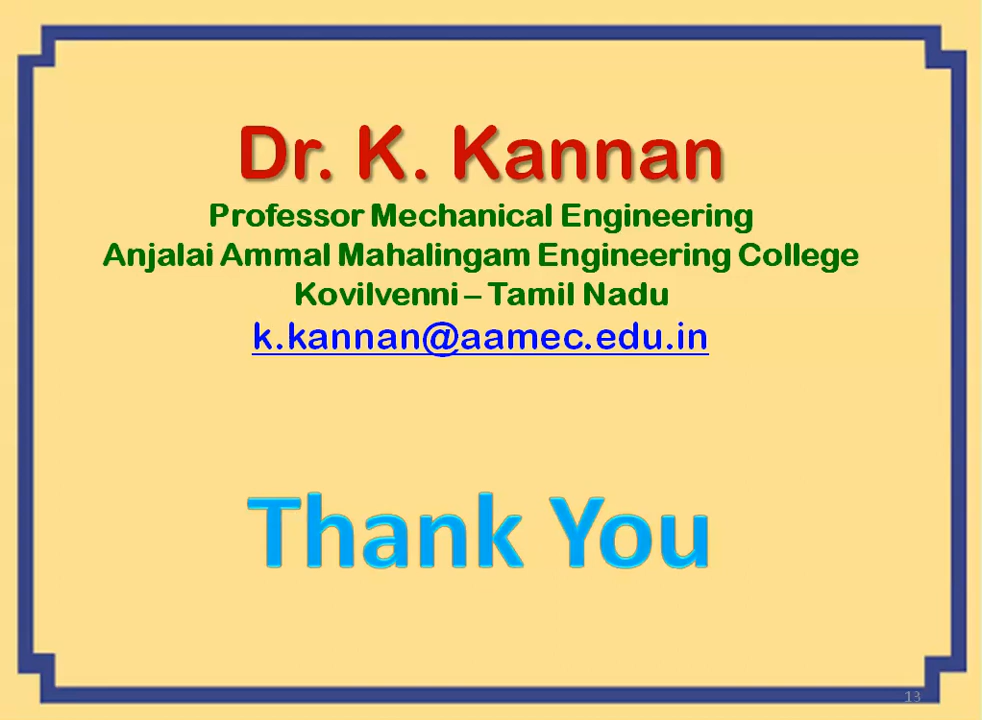 Dr. K. Kannan
Professor Mechanical Engineering
Anjalai Ammal Mahalingam Engineering College
Kovilvenni – Tamil Nadu
k.kannan@aamec.edu.in
Thank You
13